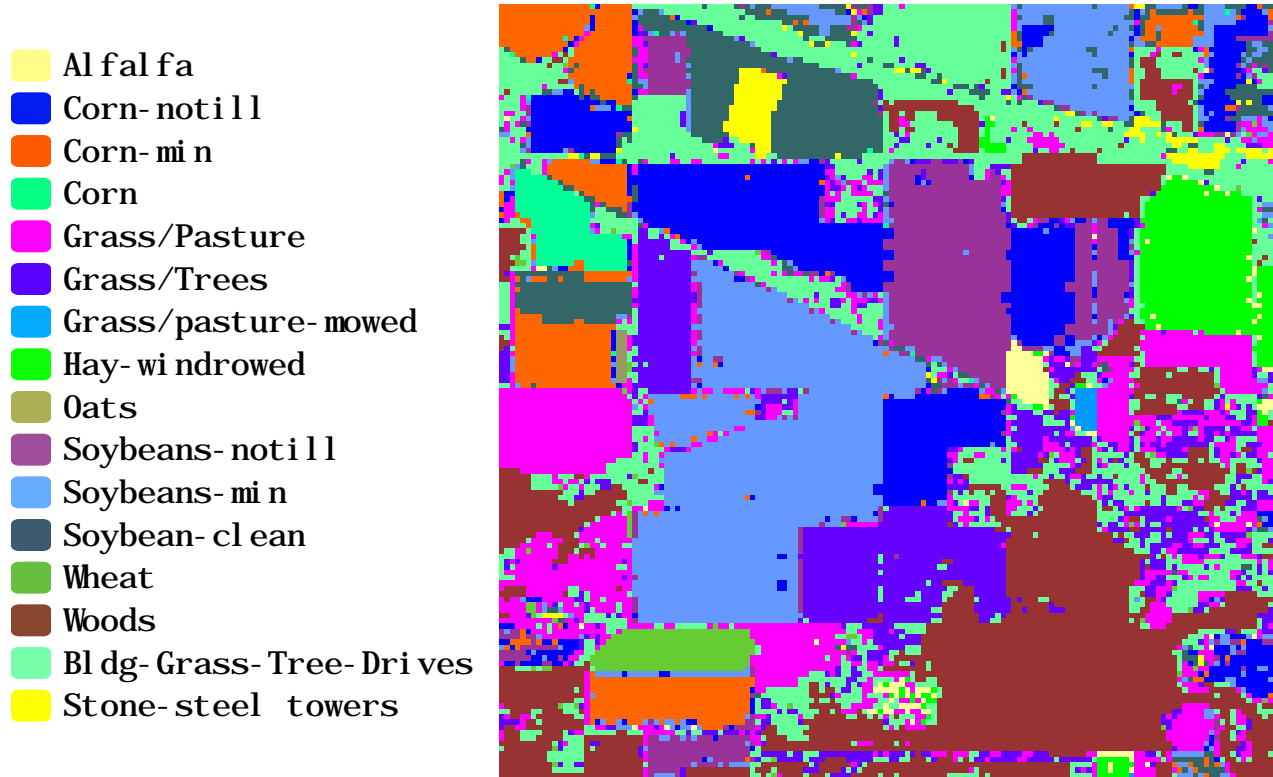 Alfalfa
Corn-notill
Corn-min
Corn
Grass/Pasture
Grass/Trees
Grass/pasture-mowed
Hay-windrowed
Oats
Soybeans-notill
Soybeans-min
Soybean-clean
Wheat
Woods
Bldg-Grass-Tree-Drives
Stone-steel towers